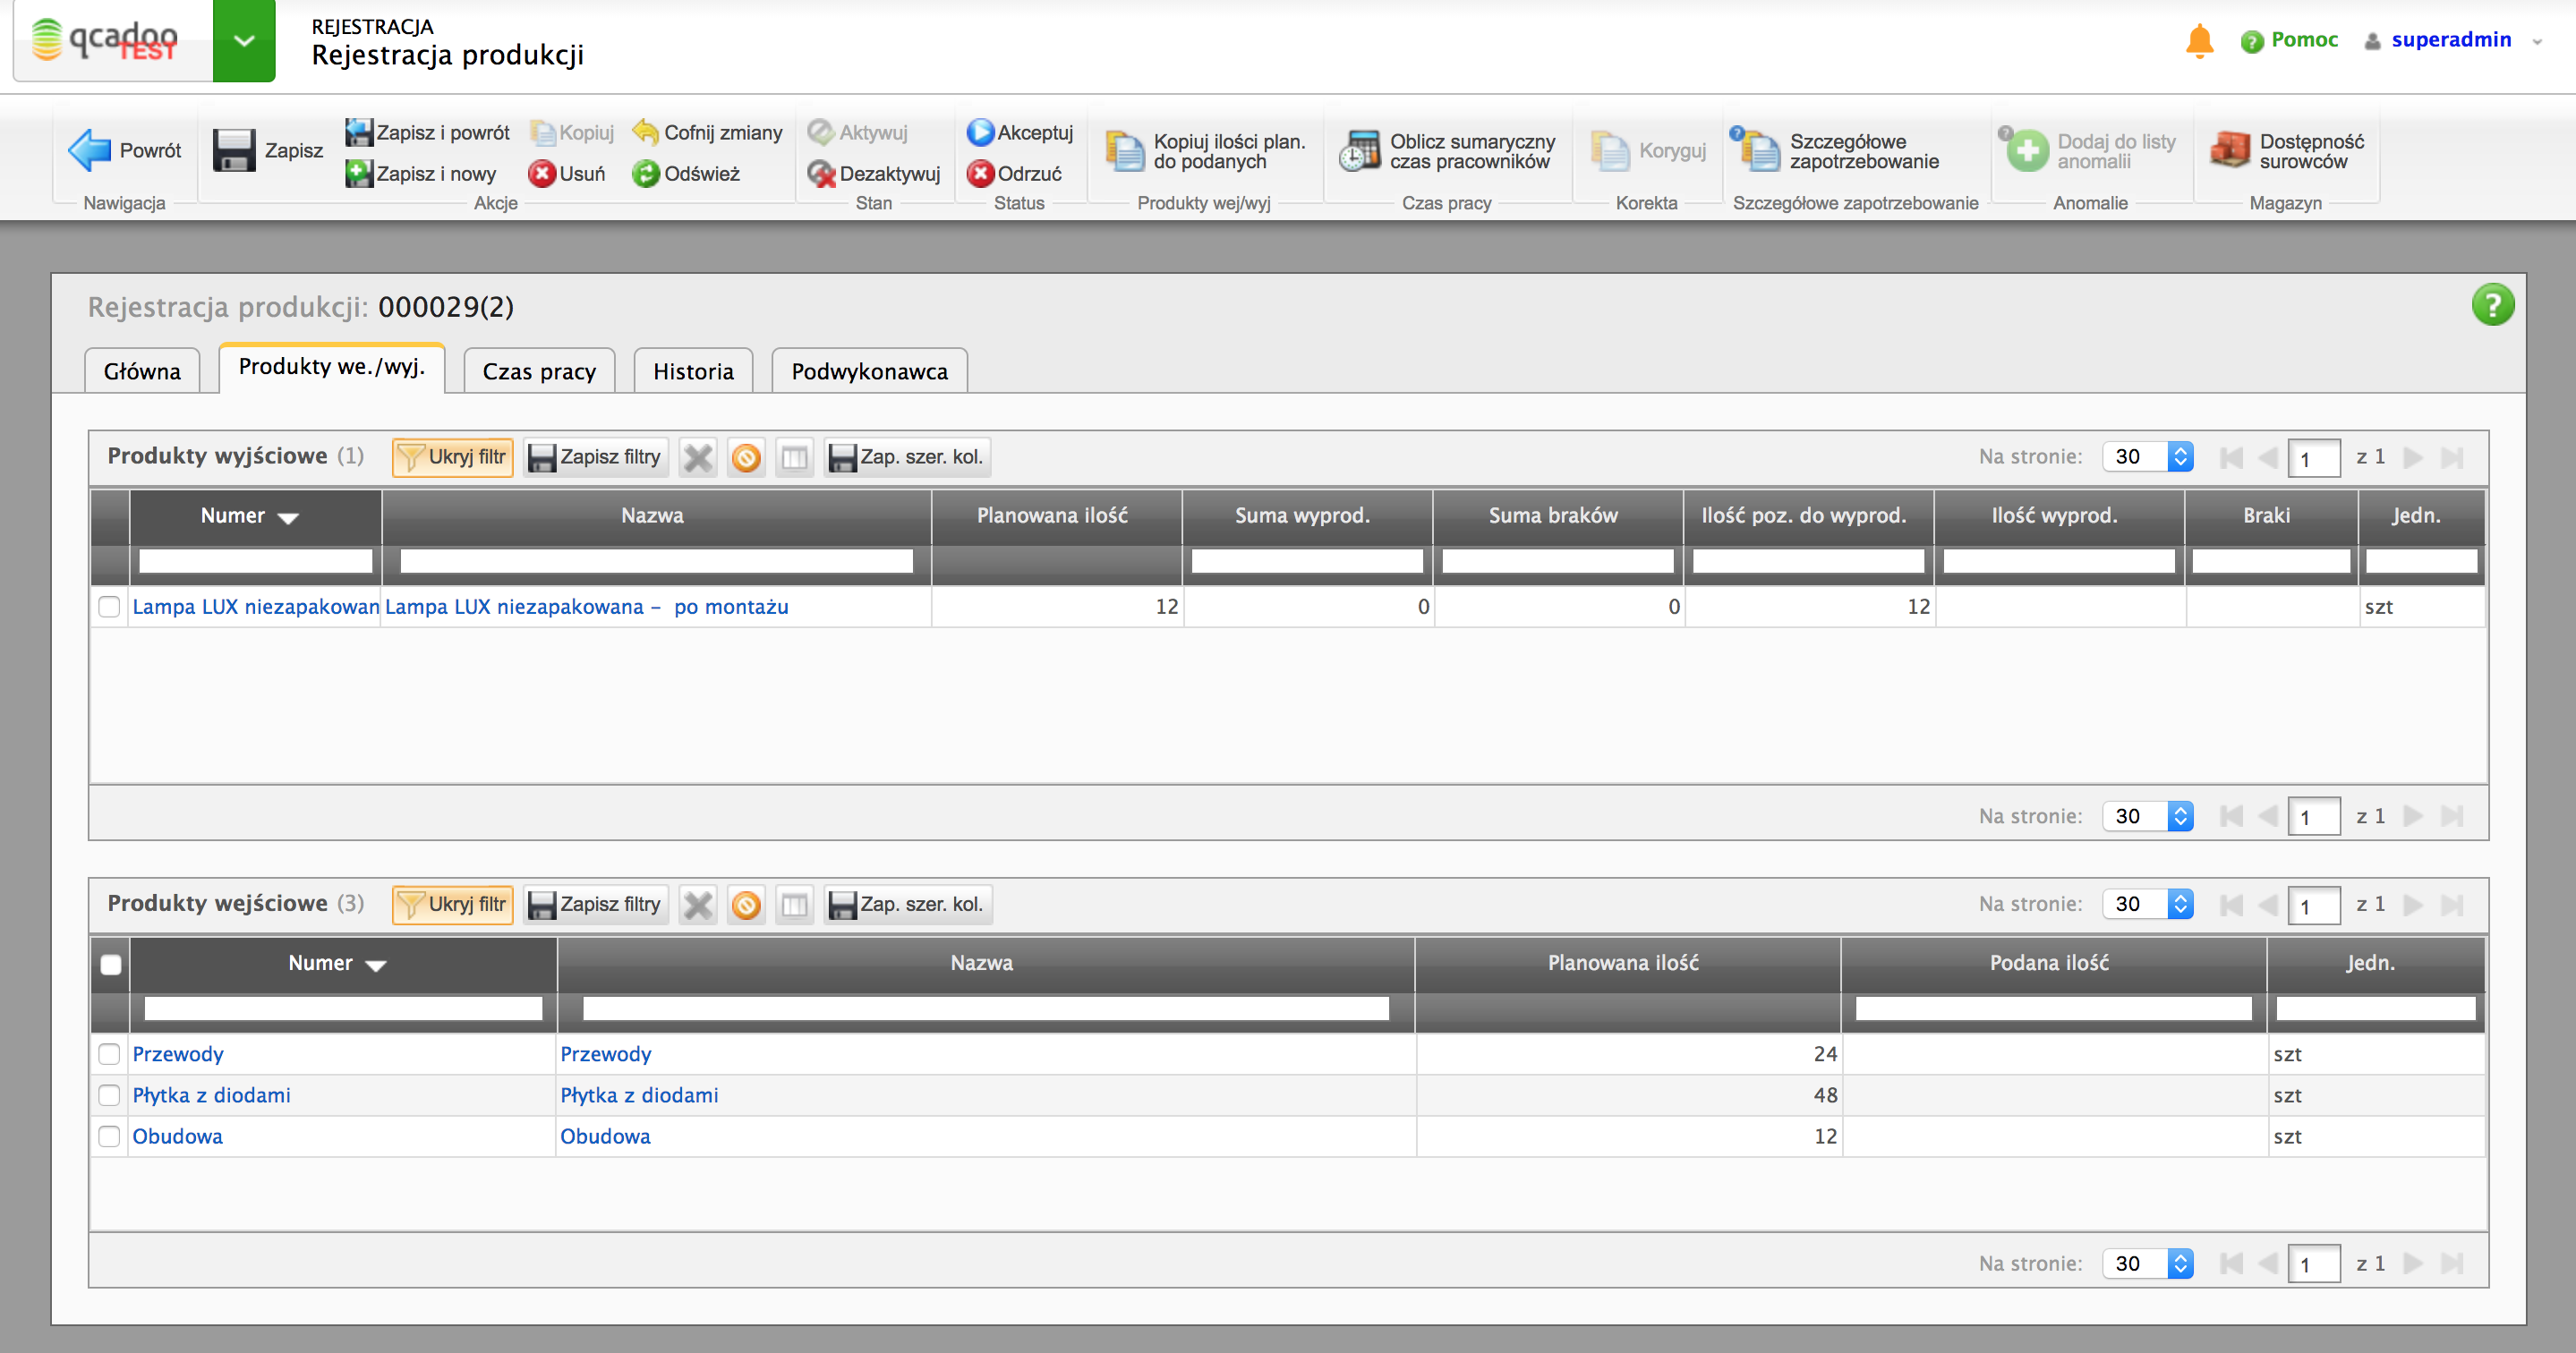 qcadoo TEST
REJESTRACJA
Rejestracja produkcji
Pomoc superadmin
Powrót
Nawigacja
Zapisz
Zapisz i powrót Kopiuj Cofnij zmiany
Zapisz i nowy Usuń Odśwież
Akcje
Aktywuj
Dezaktywuj
Stan
Akceptuj
Odrzuć
Status
Kopiuj ilości plan.
do podanych
Produkty wej/wyj
Oblicz sumaryczny
czas pracowników
Czas pracy
Koryguj
Korekta
Szczegółowe
zapotrzebowanie
Szczegółowe zapotrzebowanie
Dodaj do listy
anomalii
Anomalie
Dostępność
surowców
Magazyn
Rejestracja produkcji: 000029(2)
Główna Produkty we./wyj. Czas pracy Historia Podwykonawca
Produkty wyjściowe (1) Ukryj filtr Zapisz filtry Zap. szer. kol. Na stronie: 30 1 z 1
Numer Nazwa Planowana ilość Suma wyprod. Suma braków Ilość poz. do wyprod. Ilość wyprod. Braki Jedn.
Lampa LUX niezapakowan Lampa LUX niezapakowana – po montażu 12 0 0 12 szt
Na stronie: 30 1 z 1
Produkty wejściowe (3) Ukryj filtr Zapisz filtry Zap. szer. kol. Na stronie: 30 1 z 1
Numer Nazwa Planowana ilość Podana ilość Jedn.
Przewody Przewody 24 szt
Płytka z diodami Płytka z diodami 48 szt
Obudowa Obudowa 12 szt
Na stronie: 30 1 z 1